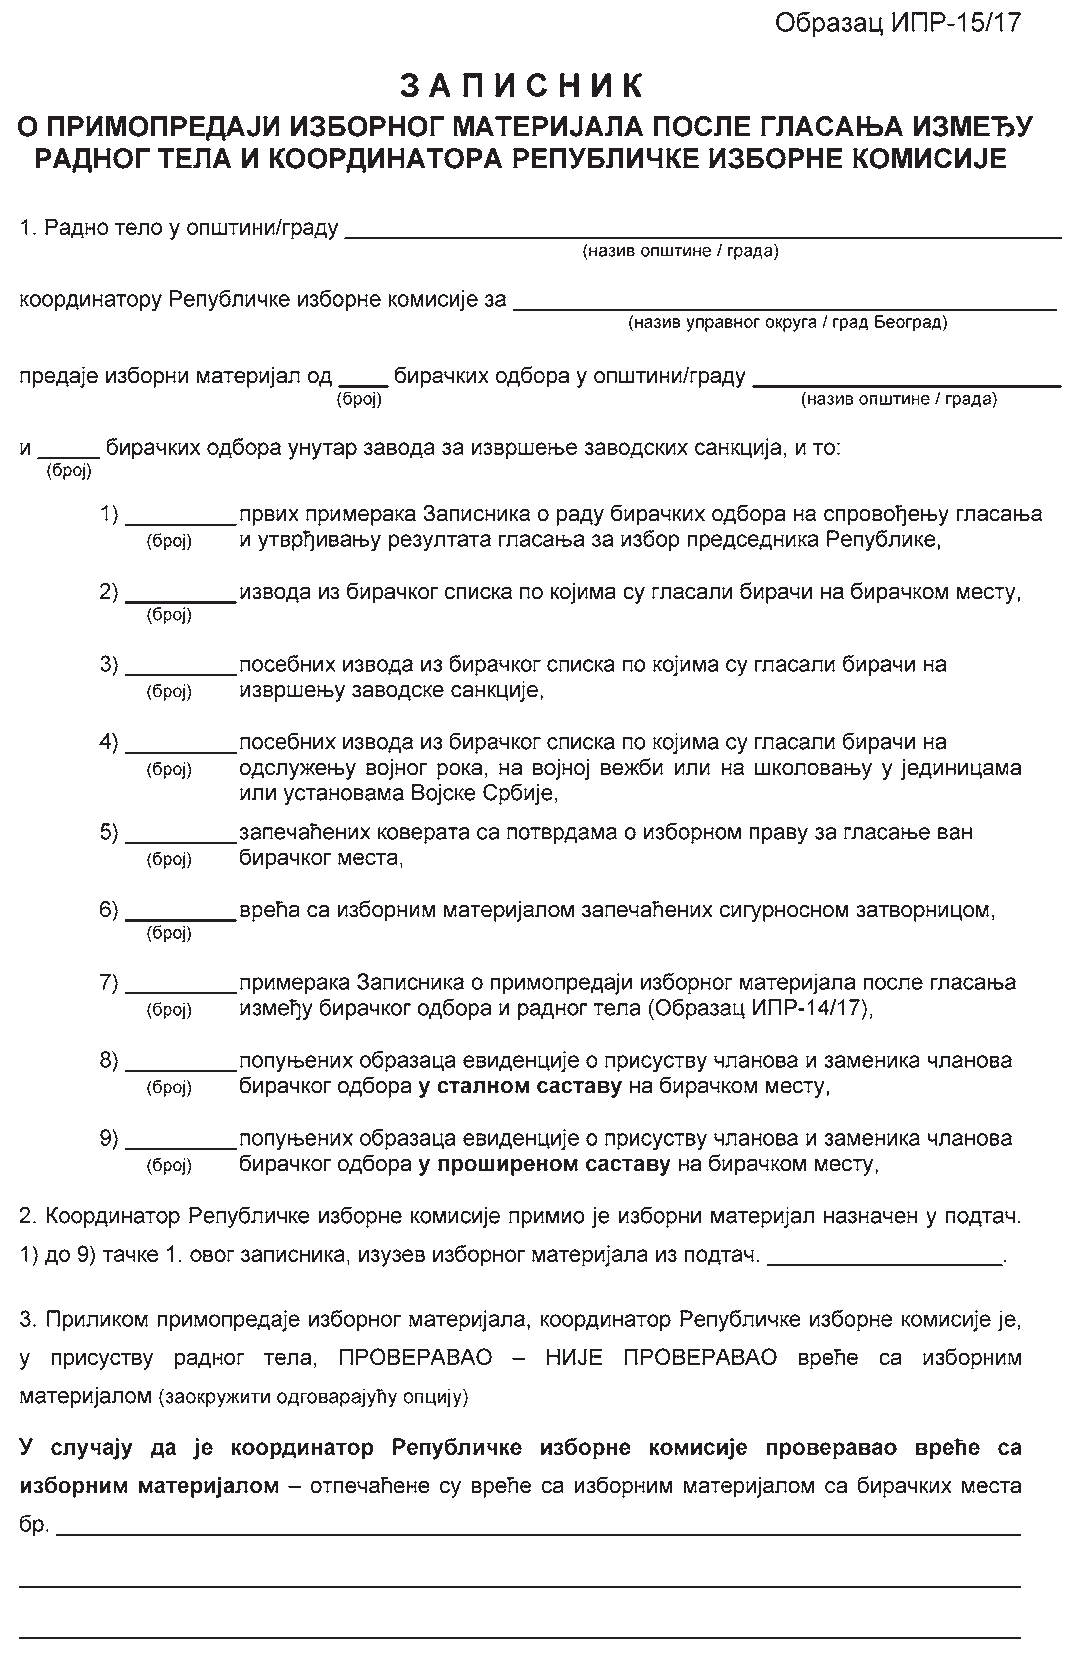 Образац ИПР-15/17
З А П И С Н И К
О ПРИМОПРЕДАЈИ ИЗБОРНОГ МАТЕРИЈАЛА ПОСЛЕ ГЛАСАЊА ИЗМЕЂУ
РАДНОГ ТЕЛА И КООРДИНАТОРА РЕПУБЛИЧКЕ ИЗБОРНЕ КОМИСИЈЕ
1. Радно тело у општини/граду ____________________
(назив општине / града)
координатору Републичке изборне комисије за ____________________
(назив управног округа / град Београд)
предаје изборни материјал од ____ бирачких одбора у општини/граду ____________________
(број) (назив општине / града)
и _____ бирачких одбора унутар завода за извршење заводских санкција, и то:
(број)
1) _________ првих примерака Записника о раду бирачких одбора на спровођењу гласања
(број) и утврђивању резултата гласања за избор председника Републике,
2) _________ извода из бирачког списка по којима су гласали бирачи на бирачком месту,
(број)
3) _________ посебних извода из бирачког списка по којима су гласали бирачи на
(број) извршењу заводске санкције,
4) _________ посебних извода из бирачког списка по којима су гласали бирачи на
(број) одслужењу војног рока, на војној вежби или на школовању у јединицама
или установама Војске Србије,
5) _________ запечаћених коверата са потврдама о изборном праву за гласање ван
(број) бирачког места,
6) _________ врећа са изборним материјалом запечаћених сигурносном затворницом,
(број)
7) _________ примерака Записника о примопредаји изборног материјала после гласања
(број) између бирачког одбора и радног тела (Образац ИПР-14/17),
8) _________ попуњених образаца евиденције о присуству чланова и заменика чланова
(број) бирачког одбора у сталном саставу на бирачком месту,
9) _________ попуњених образаца евиденције о присуству чланова и заменика чланова
(број) бирачког одбора у проширеном саставу на бирачком месту,
2. Координатор Републичке изборне комисије примио је изборни материјал назначен у подтач.
1) до 9) тачке 1. овог записника, изузев изборног материјала из подтач. ___________________.
3. Приликом примопредаје изборног материјала, координатор Републичке изборне комисије је,
у присуству радног тела, ПРОВЕРАВАО – НИЈЕ ПРОВЕРАВАО вреће са изборним
материјалом (заокружити одговарајућу опцију)
У случају да је координатор Републичке изборне комисије проверавао вреће са
изборним материјалом – отпечаћене су вреће са изборним материјалом са бирачких места
бр. ____________________